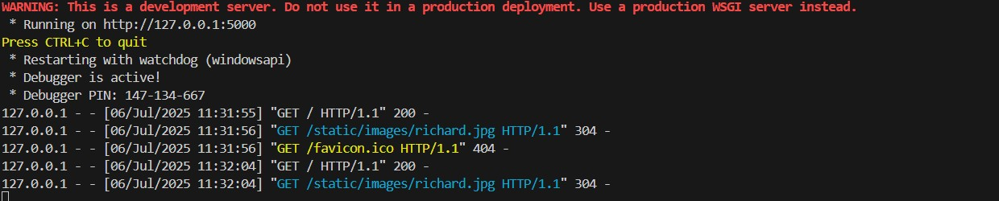 WARNING: This is a development server. Do not use it in a production deployment. Use a production WSGI server instead.
 * Running on http://127.0.0.1:5000
Press CTRL+C to quit
 * Restarting with watchdog (windowsapi)
 * Debugger is active!
 * Debugger PIN: 147-134-667
127.0.0.1 - - [06/Jul/2025 11:31:55] "GET / HTTP/1.1" 200 -
127.0.0.1 - - [06/Jul/2025 11:31:56] "GET /static/images/richard.jpg HTTP/1.1" 304 -
127.0.0.1 - - [06/Jul/2025 11:31:56] "GET /favicon.ico HTTP/1.1" 404 -
127.0.0.1 - - [06/Jul/2025 11:32:04] "GET / HTTP/1.1" 200 -
127.0.0.1 - - [06/Jul/2025 11:32:04] "GET /static/images/richard.jpg HTTP/1.1" 304 -